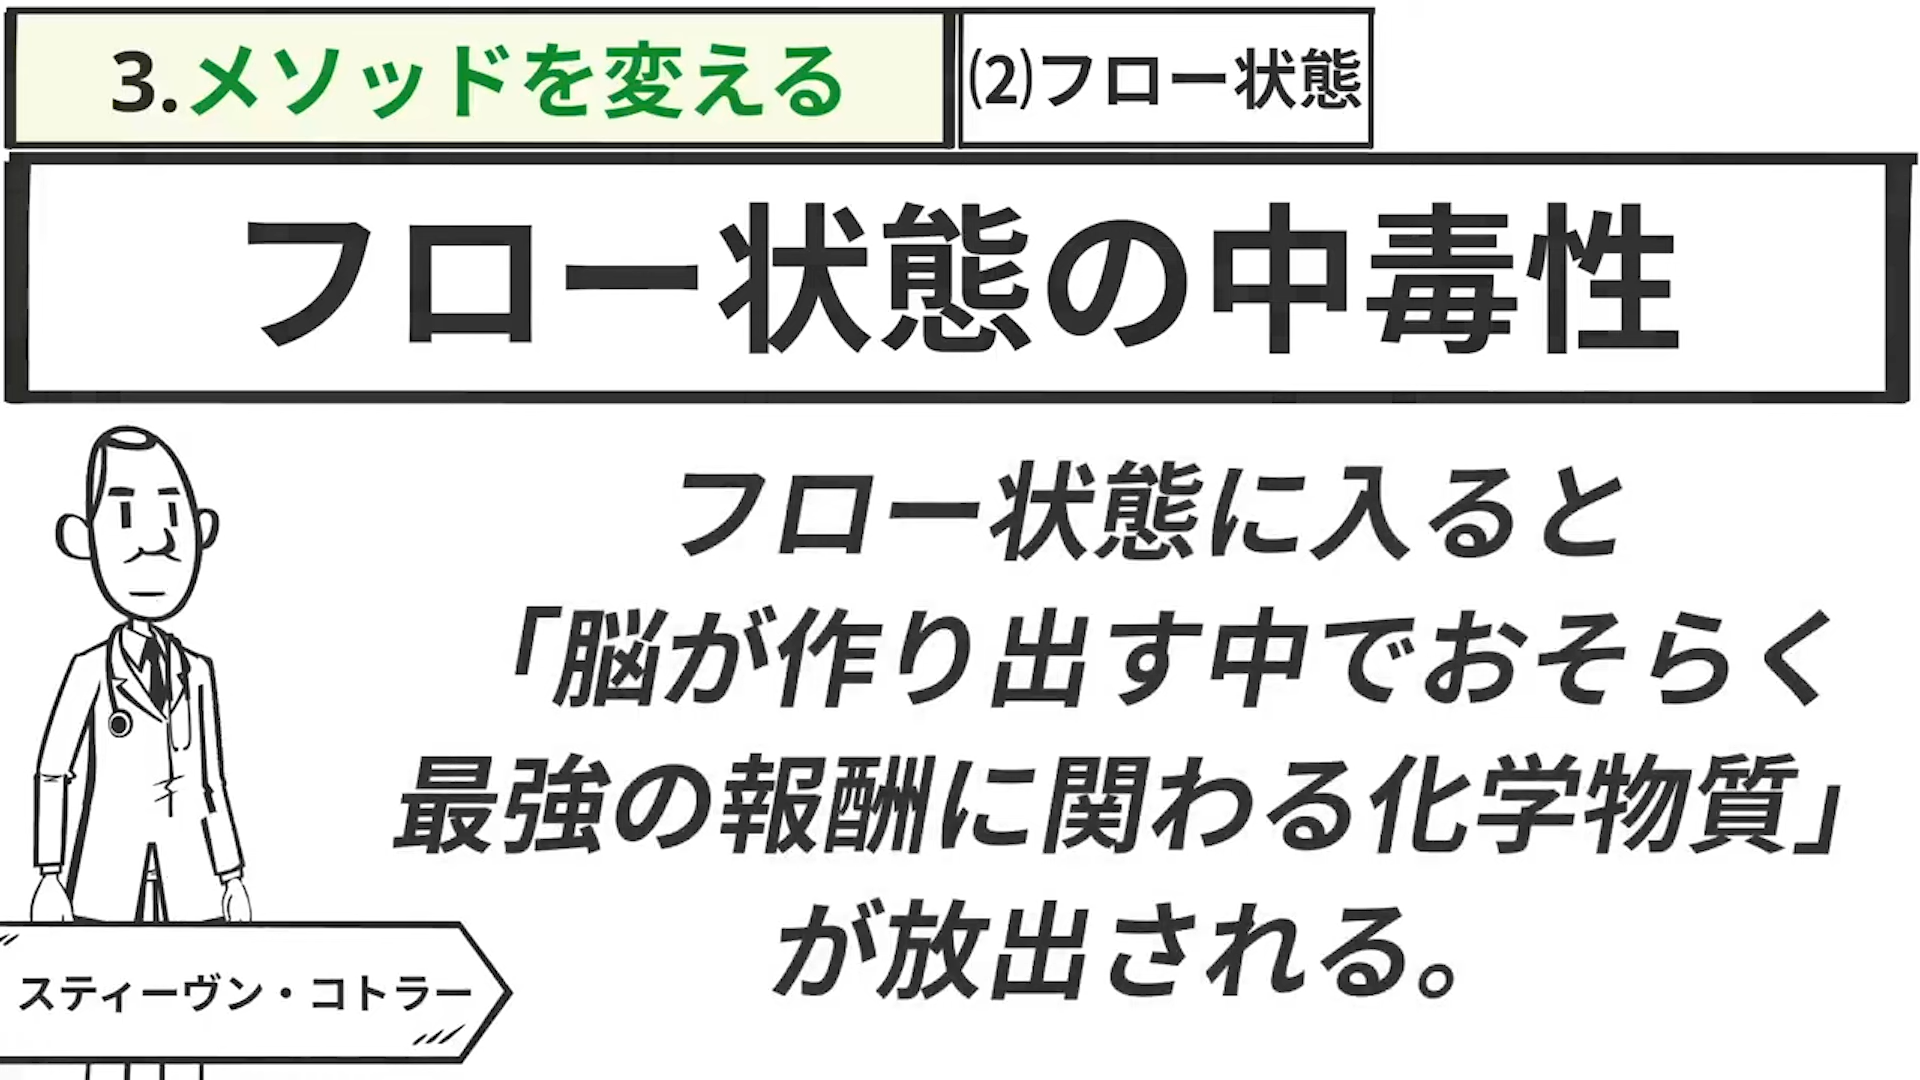 3.メソッドを変える
(2)フロー状態
フロー状態の中毒性
フロー状態に入ると
「脳が作り出す中でおそらく
最強の報酬に関わる化学物質」
が放出される。
スティーヴン・コトラー